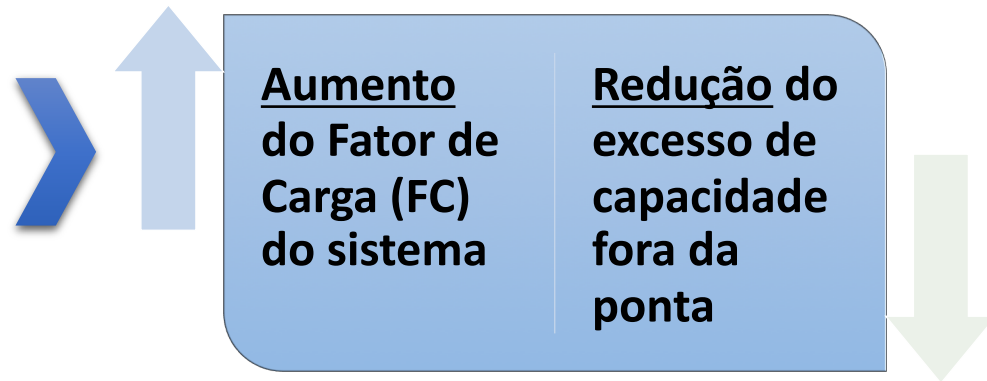 Aumento
do Fator de
Carga (FC)
do sistema
Redução do
excesso de
capacidade
fora da
ponta